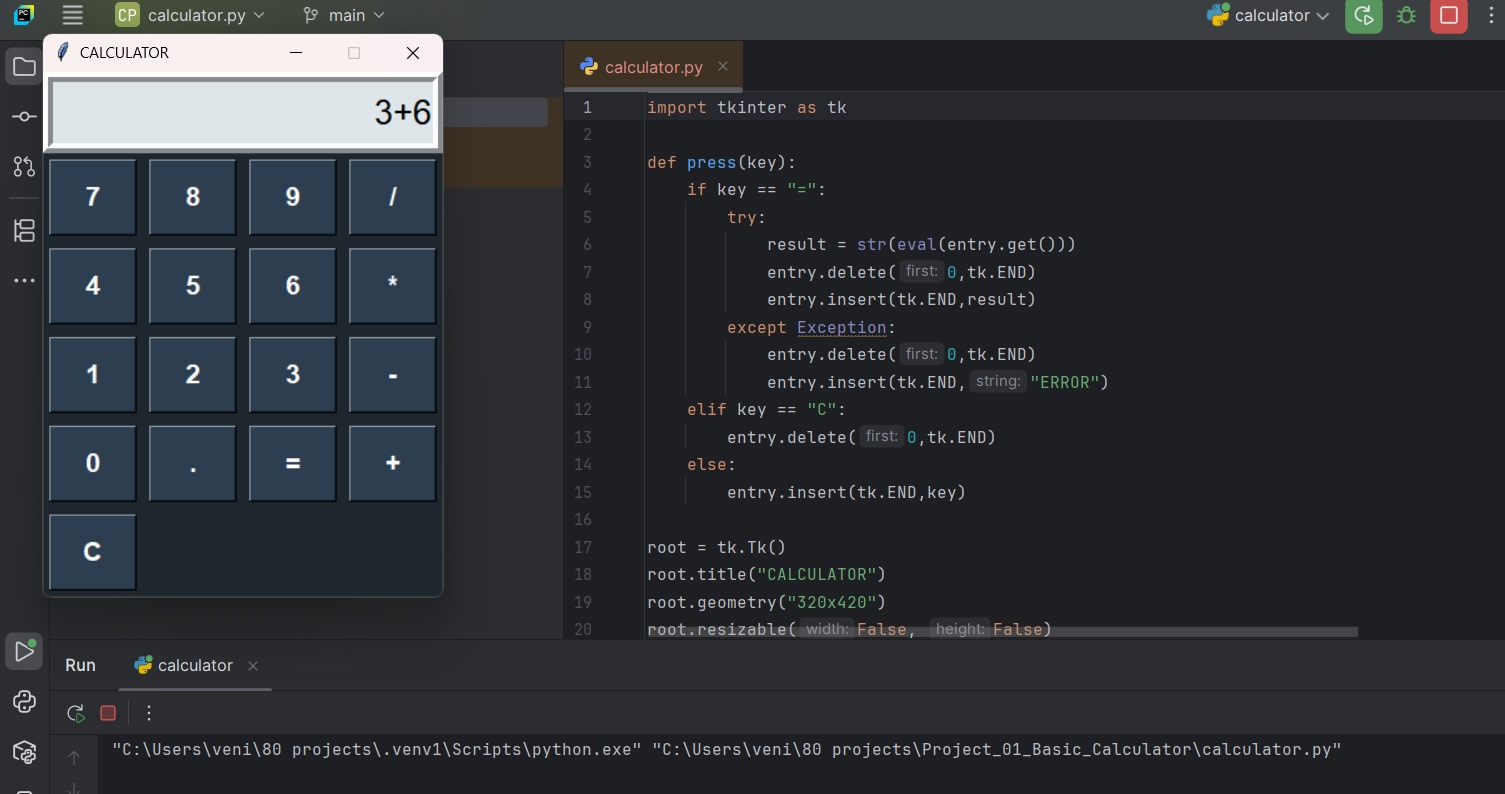 CP calculator.py main calculator
CALCULATOR
3+6
7 8 9 /
4 5 6 *
1 2 3 -
0 . = +
C
calculator.py
1 import tkinter as tk
2
3 def press(key):
4     if key == "=":
5         try:
6             result = str(eval(entry.get()))
7             entry.delete( first: 0,tk.END)
8             entry.insert(tk.END,result)
9         except Exception:
10             entry.delete( first: 0,tk.END)
11             entry.insert(tk.END, string: "ERROR")
12     elif key == "C":
13         entry.delete( first: 0,tk.END)
14     else:
15         entry.insert(tk.END,key)
16
17 root = tk.Tk()
18 root.title("CALCULATOR")
19 root.geometry("320x420")
20 root.resizable( width: False, height: False)
Run calculator
"C:\Users\veni\80 projects\.venv1\Scripts\python.exe" "C:\Users\veni\80 projects\Project_01_Basic_Calculator\calculator.py"